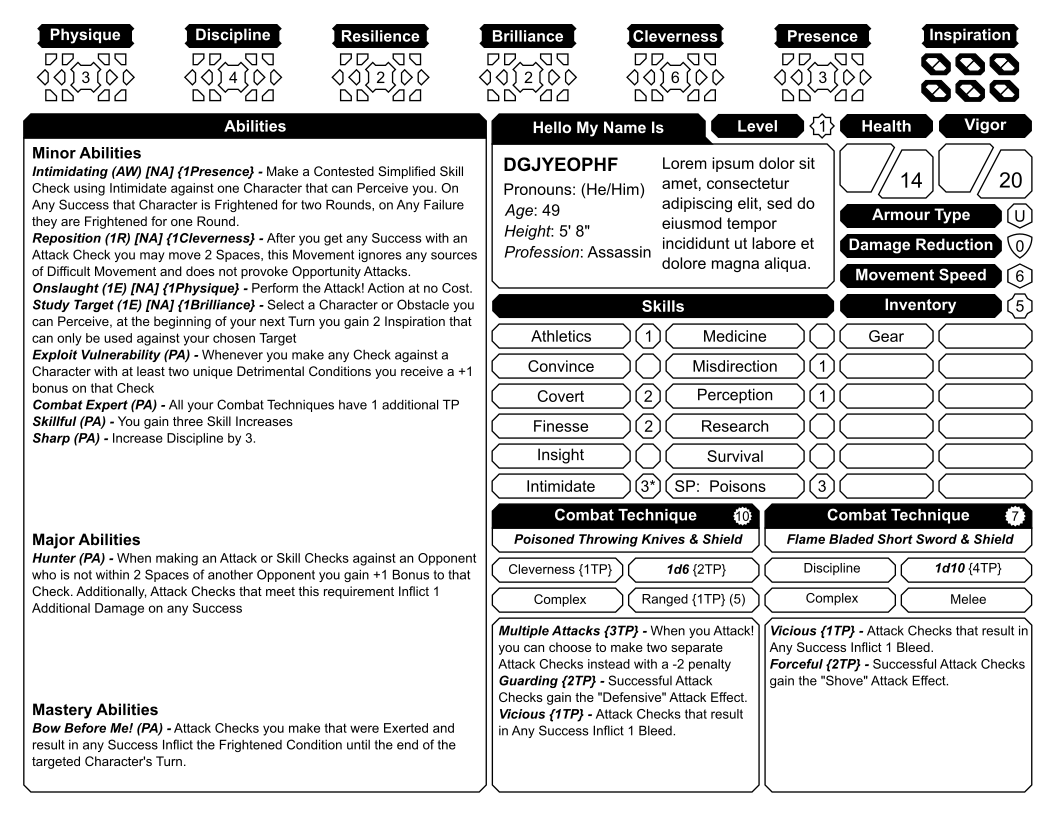 Physique
Discipline
Resilience
Brilliance
Cleverness
Presence
Inspiration
3
4
2
2
6
3
Abilities
Minor Abilities
Intimidating (AW) [NA] {1Presence} - Make a Contested Simplified Skill
Check using Intimidate against one Character that can Perceive you. On
Any Success that Character is Frightened for two Rounds, on Any Failure
they are Frightened for one Round.
Reposition (1R) [NA] {1Cleverness} - After you get any Success with an
Attack Check you may move 2 Spaces, this Movement ignores any sources
of Difficult Movement and does not provoke Opportunity Attacks.
Onslaught (1E) [NA] {1Physique} - Perform the Attack! Action at no Cost.
Study Target (1E) [NA] {1Brilliance} - Select a Character or Obstacle you
can Perceive, at the beginning of your next Turn you gain 2 Inspiration that
can only be used against your chosen Target
Exploit Vulnerability (PA) - Whenever you make any Check against a
Character with at least two unique Detrimental Conditions you receive a +1
bonus on that Check
Combat Expert (PA) - All your Combat Techniques have 1 additional TP
Skillful (PA) - You gain three Skill Increases
Sharp (PA) - Increase Discipline by 3.
Major Abilities
Hunter (PA) - When making an Attack or Skill Checks against an Opponent
who is not within 2 Spaces of another Opponent you gain +1 Bonus to that
Check. Additionally, Attack Checks that meet this requirement Inflict 1
Additional Damage on any Success
Mastery Abilities
Bow Before Me! (PA) - Attack Checks you make that were Exerted and
result in any Success Inflict the Frightened Condition until the end of the
targeted Character's Turn.
Hello My Name Is
Level
1
DGJYEOPHF
Pronouns: (He/Him)
Age: 49
Height: 5' 8"
Profession: Assassin
Lorem ipsum dolor sit
amet, consectetur
adipiscing elit, sed do
eiusmod tempor
incididunt ut labore et
dolore magna aliqua.
Health
Vigor
14
20
Armour Type
U
Damage Reduction
0
Movement Speed
6
Inventory
5
Gear
Skills
Athletics
1
Medicine
Convince
Misdirection
1
Covert
2
Perception
1
Finesse
2
Research
Insight
Survival
Intimidate
3*
SP: Poisons
3
Combat Technique
10
Poisoned Throwing Knives & Shield
Cleverness {1TP}
1d6 {2TP}
Complex
Ranged {1TP} (5)
Multiple Attacks {3TP} - When you Attack!
you can choose to make two separate
Attack Checks instead with a -2 penalty
Guarding {2TP} - Successful Attack
Checks gain the "Defensive" Attack Effect.
Vicious {1TP} - Attack Checks that result
in Any Success Inflict 1 Bleed.
Combat Technique
7
Flame Bladed Short Sword & Shield
Discipline
1d10 {4TP}
Complex
Melee
Vicious {1TP} - Attack Checks that result in
Any Success Inflict 1 Bleed.
Forceful {2TP} - Successful Attack Checks
gain the "Shove" Attack Effect.